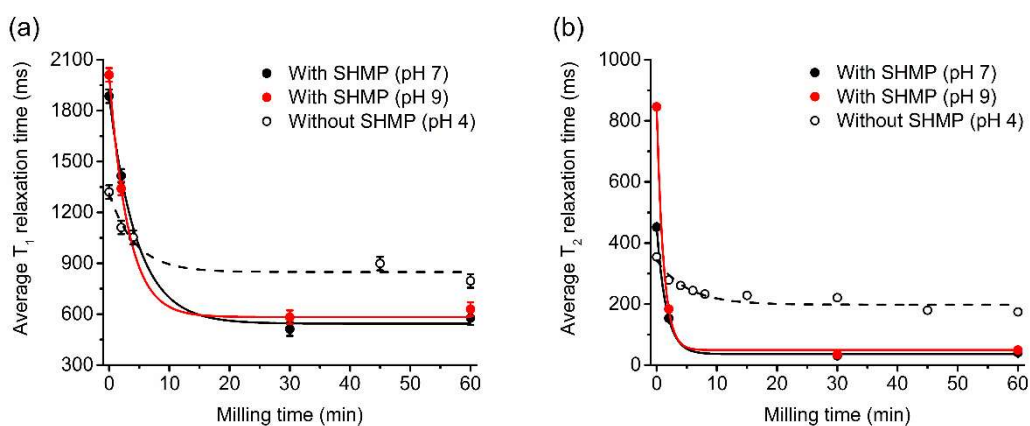 (a)
Average T1 relaxation time (ms)
2100
1800
1500
1200
900
600
300
0
10
20
30
40
50
60
Milling time (min)
With SHMP (pH 7)
With SHMP (pH 9)
Without SHMP (pH 4)
(b)
Average T2 relaxation time (ms)
1000
800
600
400
200
0
0
10
20
30
40
50
60
Milling time (min)
With SHMP (pH 7)
With SHMP (pH 9)
Without SHMP (pH 4)